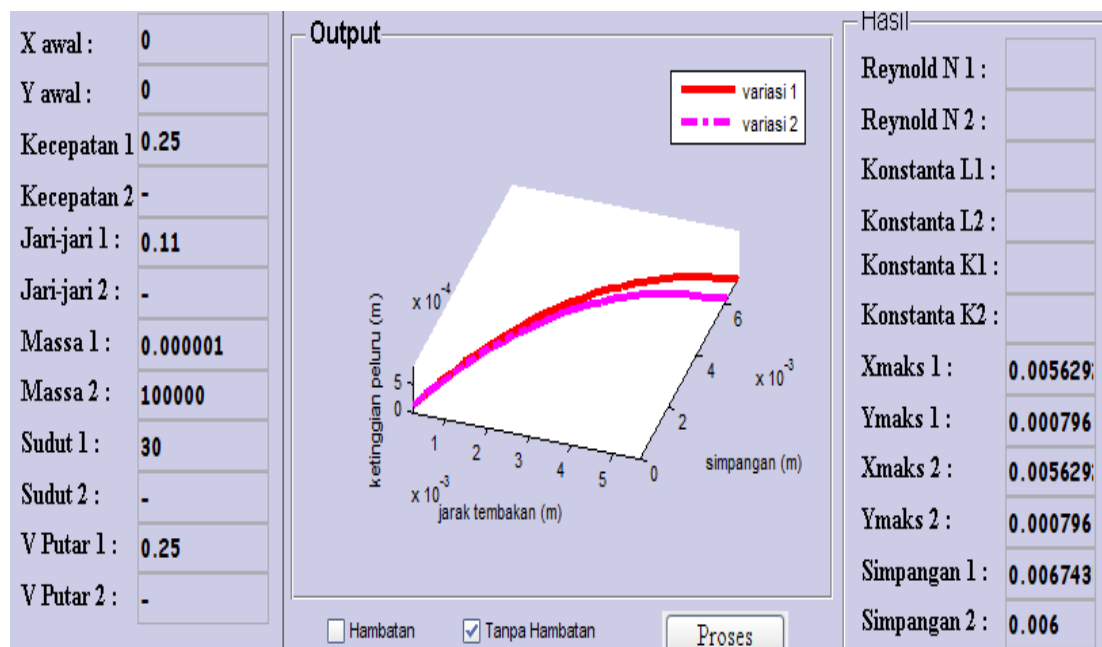 X awal : 0
Y awal : 0
Kecepatan 1 0.25
Kecepatan 2 -
Jari-jari 1 : 0.11
Jari-jari 2 : -
Massa 1 : 0.000001
Massa 2 : 100000
Sudut 1 : 30
Sudut 2 : -
V Putar 1 : 0.25
V Putar 2 : -
Output
variasi 1
variasi 2
ketinggian peluru (m)
x 10^-4
5
0
1 2 3 4 5
x 10^-3
jarak tembakan (m)
0 2 4 6
x 10^-3
simpangan (m)
Hambatan
Tanpa Hambatan
Proses
Hasil
Reynold N 1 :
Reynold N 2 :
Konstanta L1 :
Konstanta L2 :
Konstanta K1 :
Konstanta K2 :
Xmaks 1 : 0.005629
Ymaks 1 : 0.000796
Xmaks 2 : 0.005629
Ymaks 2 : 0.000796
Simpangan 1 : 0.006743
Simpangan 2 : 0.006